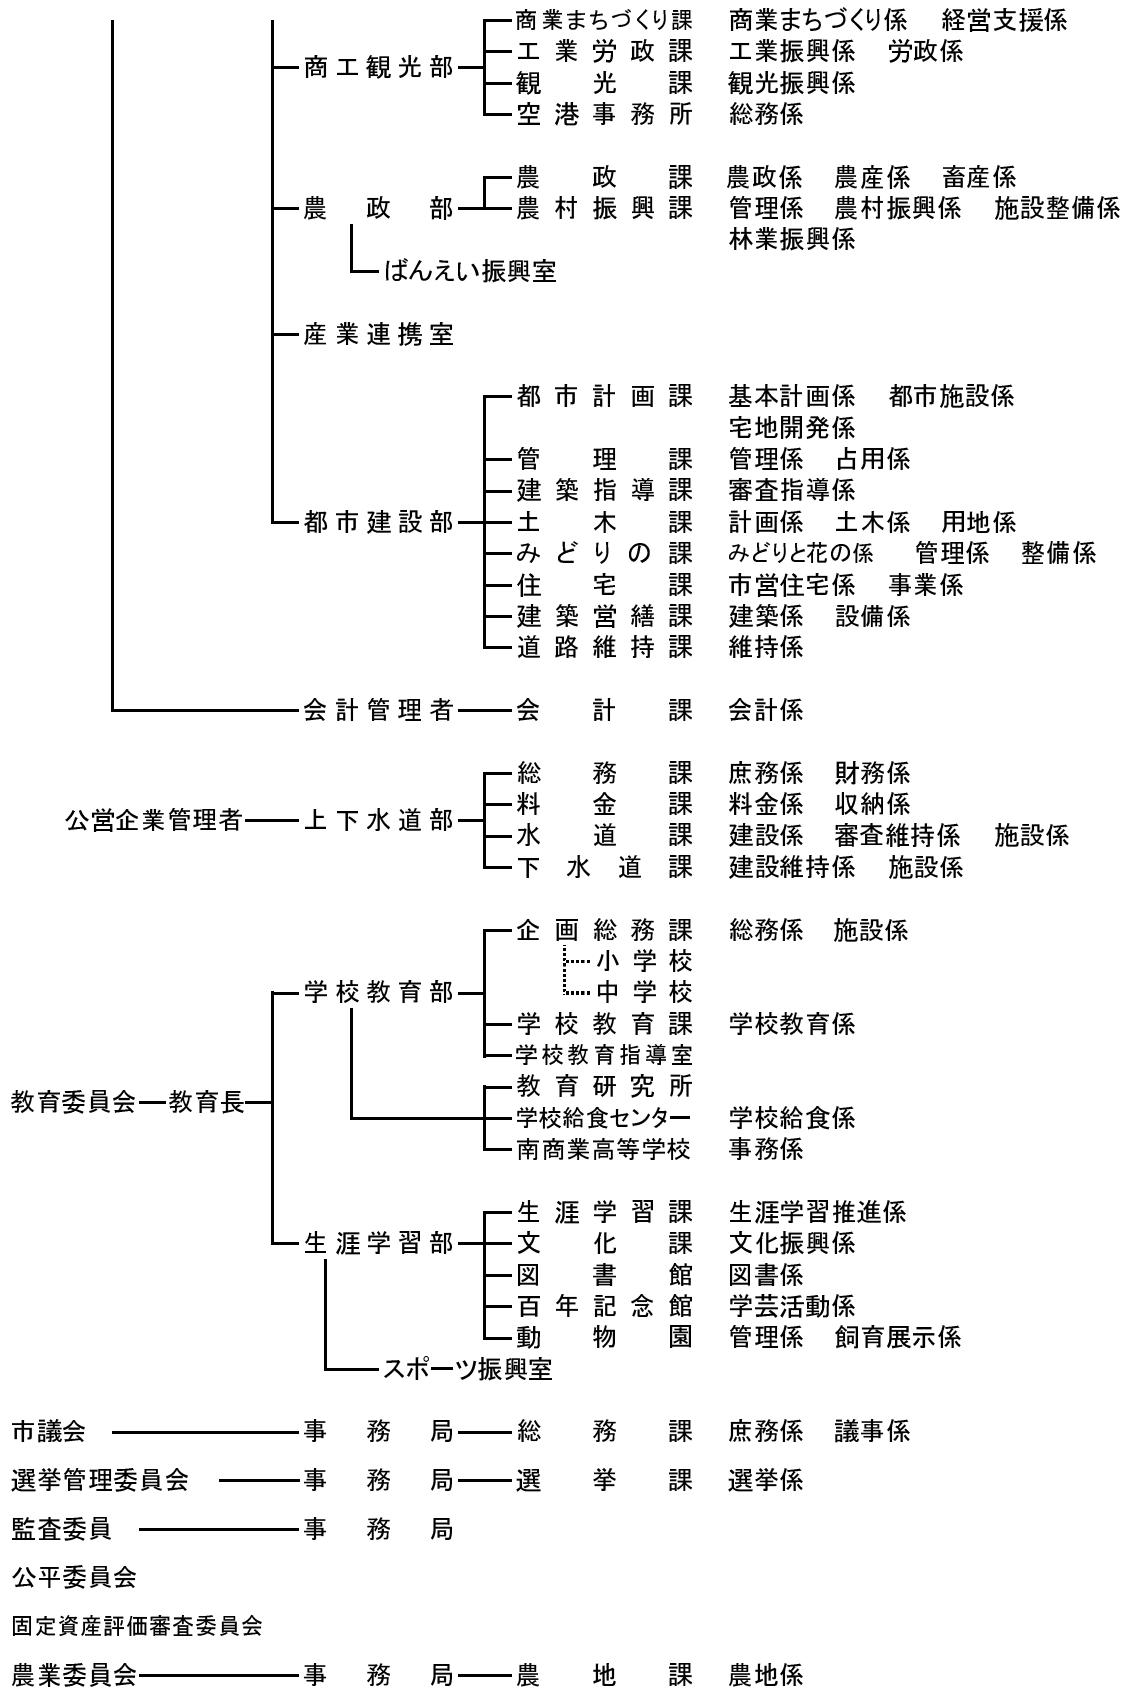 商業まちづくり課 商業まちづくり係 経営支援係
工業労政課 工業振興係 労政係
商工観光部
観光課 観光振興係
空港事務所 総務係
農政課 農政係 農産係 畜産係
農政部 農村振興課 管理係 農村振興係 施設整備係
林業振興係
ばんえい振興室
産業連携室
都市計画課 基本計画係 都市施設係
宅地開発係
管理課 管理係 占用係
建築指導課 審査指導係
都市建設部 土木課 計画係 土木係 用地係
みどりの課 みどりと花の係 管理係 整備係
住宅課 市営住宅係 事業係
建築営繕課 建築係 設備係
道路維持課 維持係
会計管理者 会計課 会計係
総務課 庶務係 財務係
料金課 料金係 収納係
公営企業管理者 上下水道部
水道課 建設係 審査維持係 施設係
下水道課 建設維持係 施設係
企画総務課 総務係 施設係
小学校
学校教育部 中学校
学校教育課 学校教育係
学校教育指導室
教育研究所
教育委員会 教育長
学校給食センター 学校給食係
南商業高等学校 事務係
生涯学習課 生涯学習推進係
生涯学習部 文化課 文化振興係
図書館 図書係
百年記念館 学芸活動係
動物園 管理係 飼育展示係
スポーツ振興室
市議会 事務局 総務課 庶務係 議事係
選挙管理委員会 事務局 選挙課 選挙係
監査委員 事務局
公平委員会
固定資産評価審査委員会
農業委員会 事務局 農地課 農地係